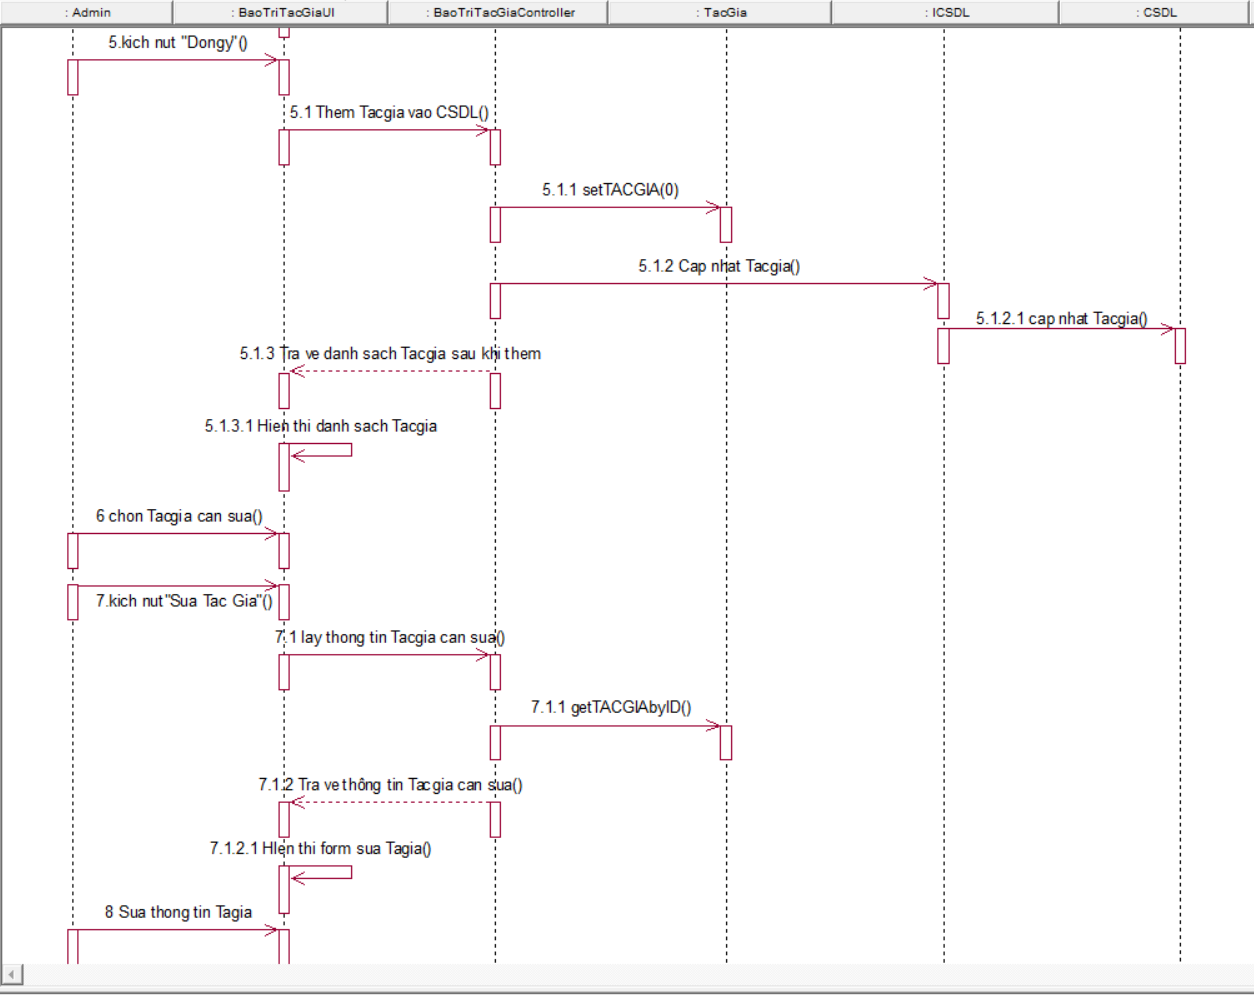 : Admin
: BaoTriTacGiaUI
: BaoTriTacGiaController
: TacGia
: ICSDL
: CSDL
5.kich nut "Dongy"()
5.1 Them Tacgia vao CSDL()
5.1.1 setTACGIA(0)
5.1.2 Cap nhat Tacgia()
5.1.2.1 cap nhat Tacgia()
5.1.3 Tra ve danh sach Tacgia sau khi them
5.1.3.1 Hien thi danh sach Tacgia
6 chon Tacgia can sua()
7.kich nut"Sua Tac Gia"()
7.1 lay thong tin Tacgia can sua()
7.1.1 getTACGIAbyID()
7.1.2 Tra ve thông tin Tacgia can sua()
7.1.2.1 HIen thi form sua Tagia()
8 Sua thong tin Tagia